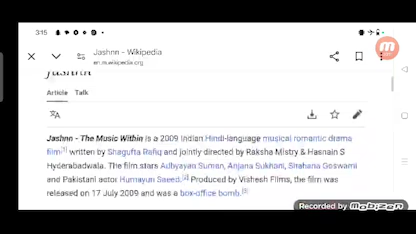 3:15
Jashnn - Wikipedia
en.m.wikipedia.org
Jashnn
Article Talk
Jashnn - The Music Within is a 2009 Indian Hindi-language musical romantic drama
film[1] written by Shagufta Rafiq and jointly directed by Raksha Mistry & Hasnain S
Hyderabadwala. The film stars Adhyayan Suman, Anjana Sukhani, Shahana Goswami
and Pakistani actor Humayun Saeed.[2] Produced by Vishesh Films, the film was
released on 17 July 2009 and was a box-office bomb.[3]
Recorded by Mobizen